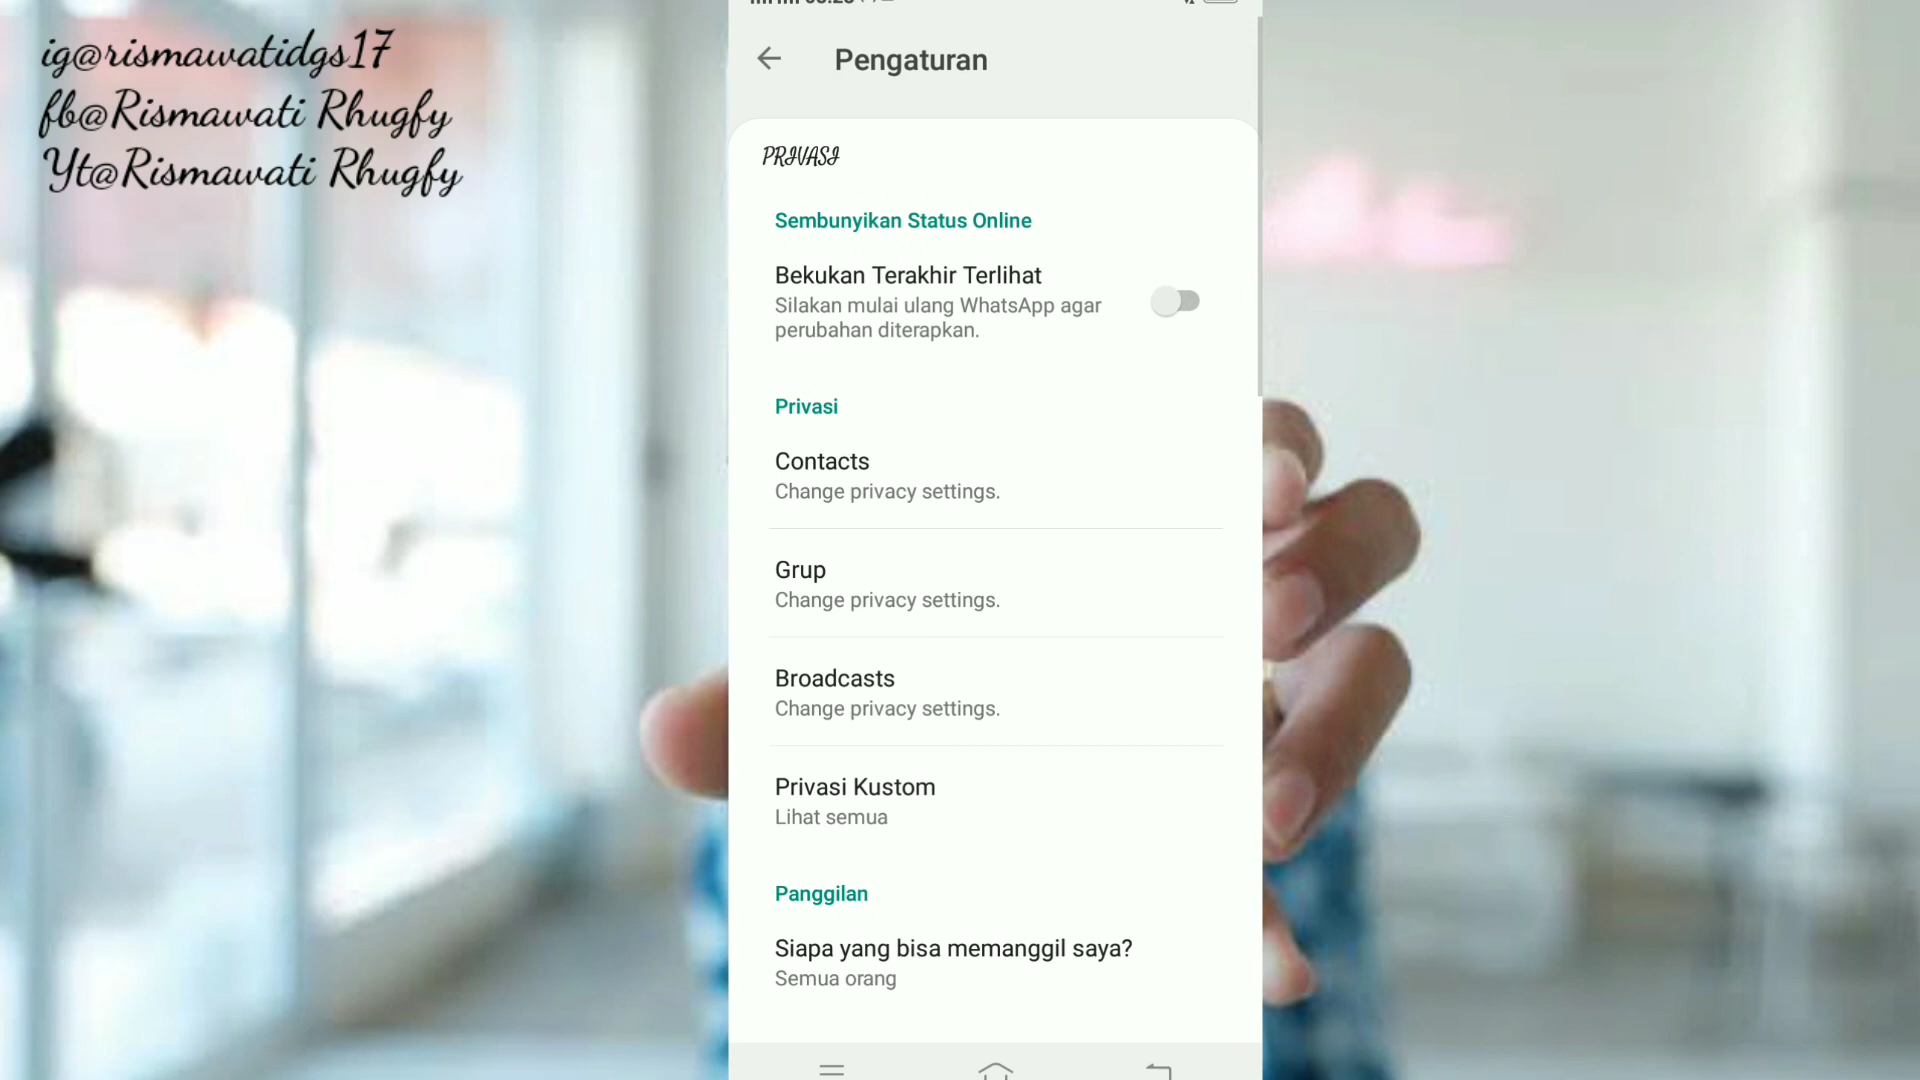 ig@rismawatidgs17
fb@Rismawati Rhugfy
Yt@Rismawati Rhugfy
Pengaturan
PRIVASI
Sembunyikan Status Online
Bekukan Terakhir Terlihat
Silakan mulai ulang WhatsApp agar
perubahan diterapkan.
Privasi
Contacts
Change privacy settings.
Grup
Change privacy settings.
Broadcasts
Change privacy settings.
Privasi Kustom
Lihat semua
Panggilan
Siapa yang bisa memanggil saya?
Semua orang